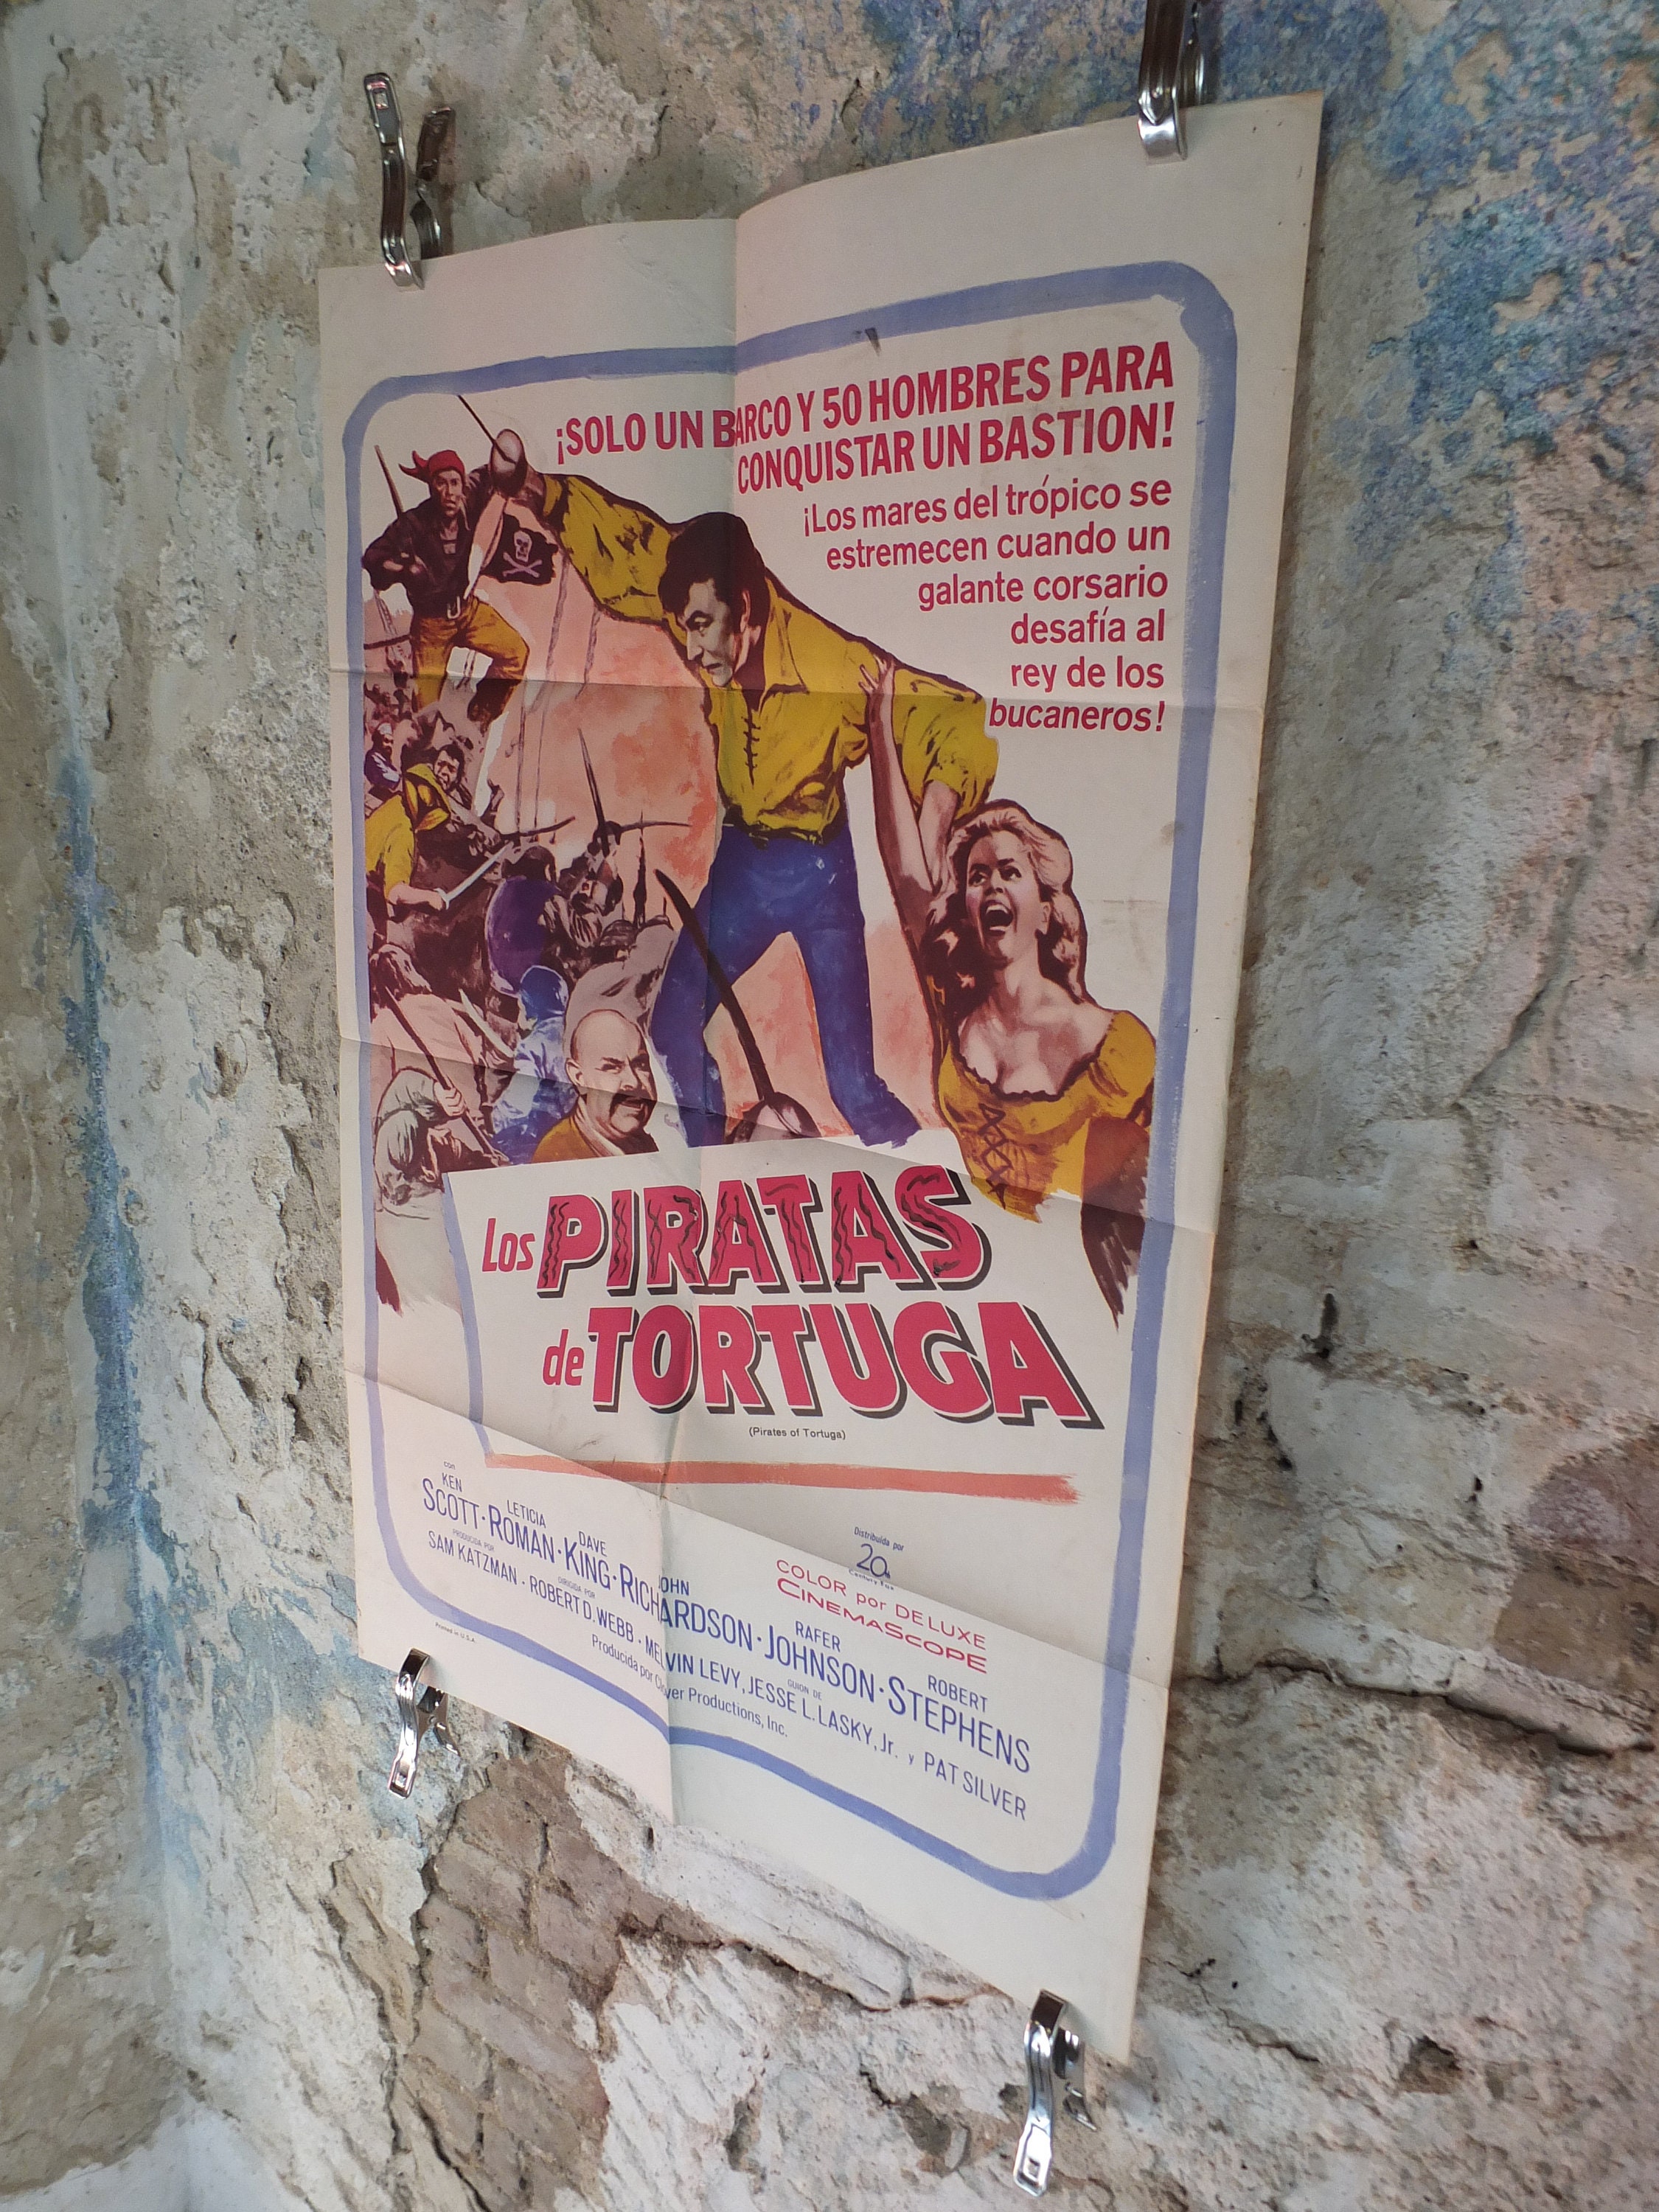 ¡SOLO UN BARCO Y 50 HOMBRES PARA
CONQUISTAR UN BASTION!
¡Los mares del trópico se
estremecen cuando un
galante corsario
desafía al
rey de los
bucaneros!
Los PIRATAS
de TORTUGA
(Pirates of Tortuga)
Distribuida por
20th
Century Fox
COLOR por DE LUXE
CINEMASCOPE
con
KEN SCOTT · LETICIA ROMAN · DAVE KING · JOHN RICHARDSON · RAFER JOHNSON · ROBERT STEPHENS
PRODUCIDA POR SAM KATZMAN · DIRIGIDA POR ROBERT D. WEBB · GUION DE MELVIN LEVY, JESSE L. LASKY, Jr. y PAT SILVER
Producida por Clover Productions, Inc.
Printed in U.S.A.